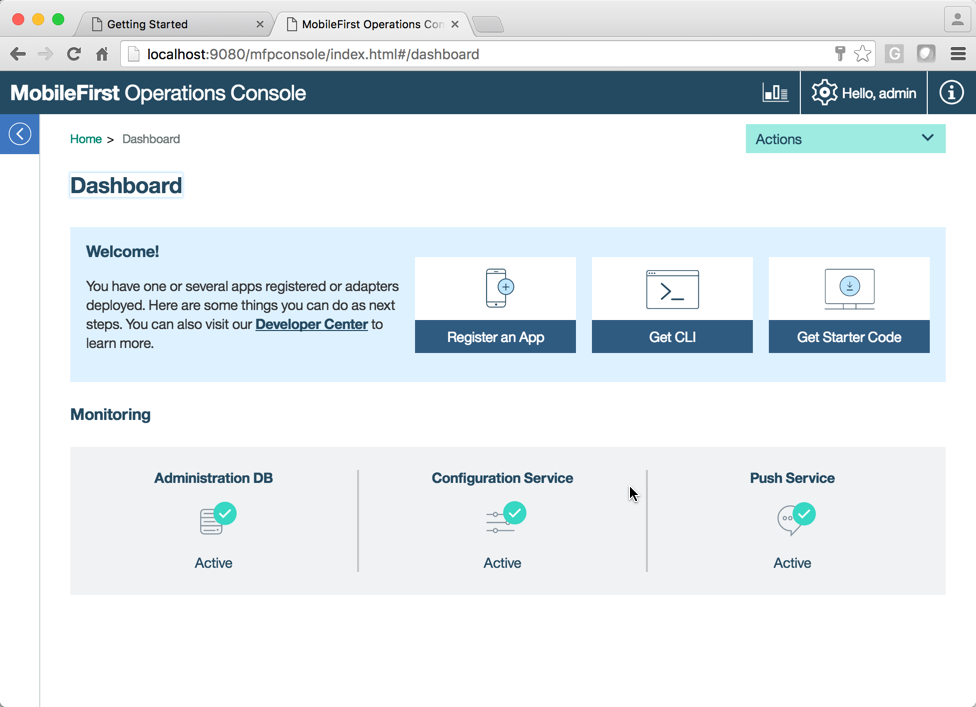 Getting Started
MobileFirst Operations Con
localhost:9080/mfpconsole/index.html#/dashboard
G
MobileFirst Operations Console
Hello, admin
Home > Dashboard
Actions
Dashboard
Welcome!
You have one or several apps registered or adapters
deployed. Here are some things you can do as next
steps. You can also visit our Developer Center to
learn more.
Register an App
Get CLI
Get Starter Code
Monitoring
Administration DB
Configuration Service
Push Service
Active
Active
Active